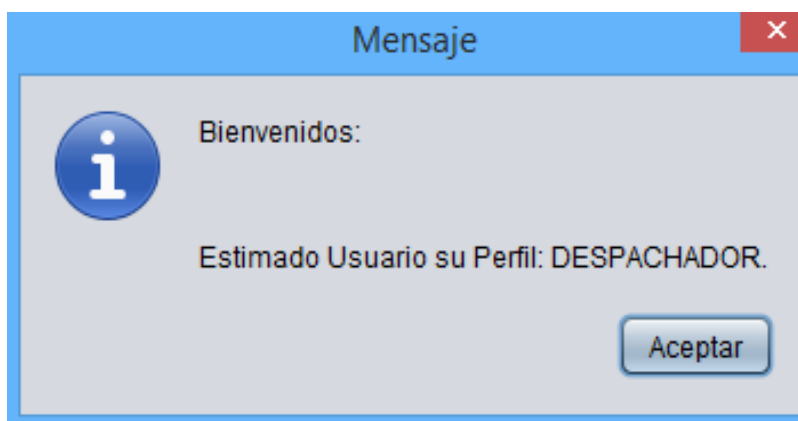 Mensaje
Bienvenidos:
Estimado Usuario su Perfil: DESPACHADOR.
Aceptar